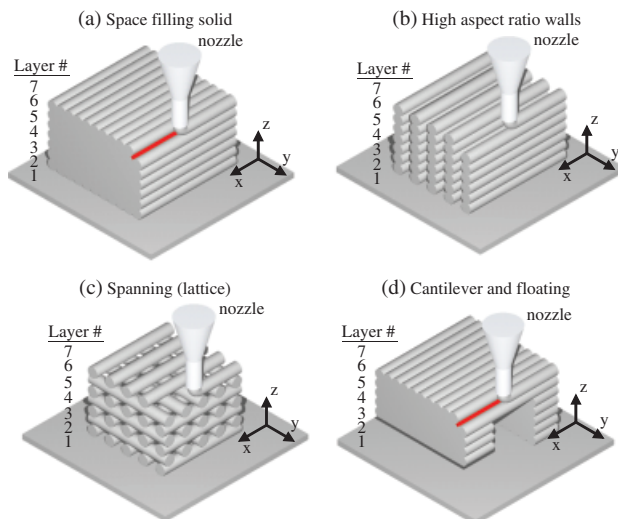 (a) Space filling solid
nozzle
Layer #
7
6
5
4
3
2
1
z
y
x
(b) High aspect ratio walls
nozzle
Layer #
7
6
5
4
3
2
1
z
y
x
(c) Spanning (lattice)
nozzle
Layer #
7
6
5
4
3
2
1
z
y
x
(d) Cantilever and floating
nozzle
Layer #
7
6
5
4
3
2
1
z
y
x